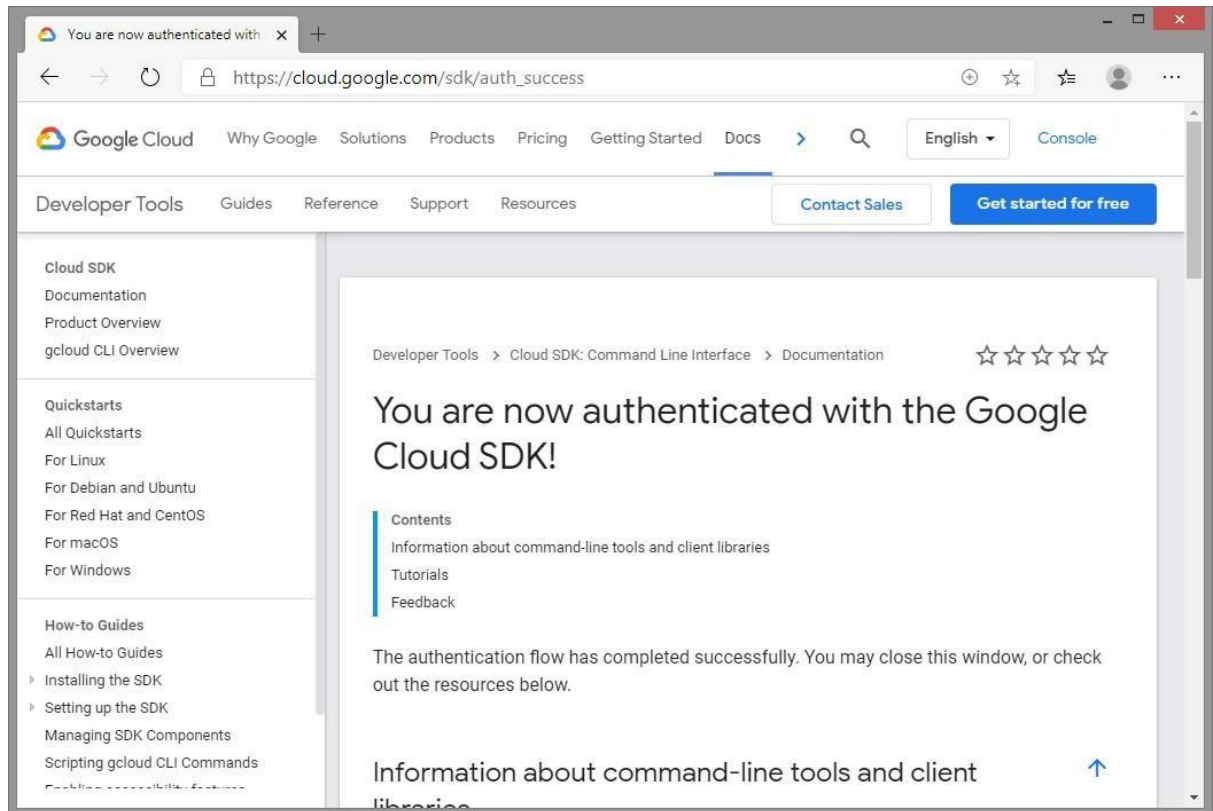 You are now authenticated with
https://cloud.google.com/sdk/auth_success
Google Cloud Why Google Solutions Products Pricing Getting Started Docs English Console
Developer Tools Guides Reference Support Resources Contact Sales Get started for free
Cloud SDK
Documentation
Product Overview
gcloud CLI Overview
Quickstarts
All Quickstarts
For Linux
For Debian and Ubuntu
For Red Hat and CentOS
For macOS
For Windows
How-to Guides
All How-to Guides
Installing the SDK
Setting up the SDK
Managing SDK Components
Scripting gcloud CLI Commands
Enabling accessibility features
Developer Tools > Cloud SDK: Command Line Interface > Documentation
You are now authenticated with the Google
Cloud SDK!
Contents
Information about command-line tools and client libraries
Tutorials
Feedback
The authentication flow has completed successfully. You may close this window, or check
out the resources below.
Information about command-line tools and client
libraries